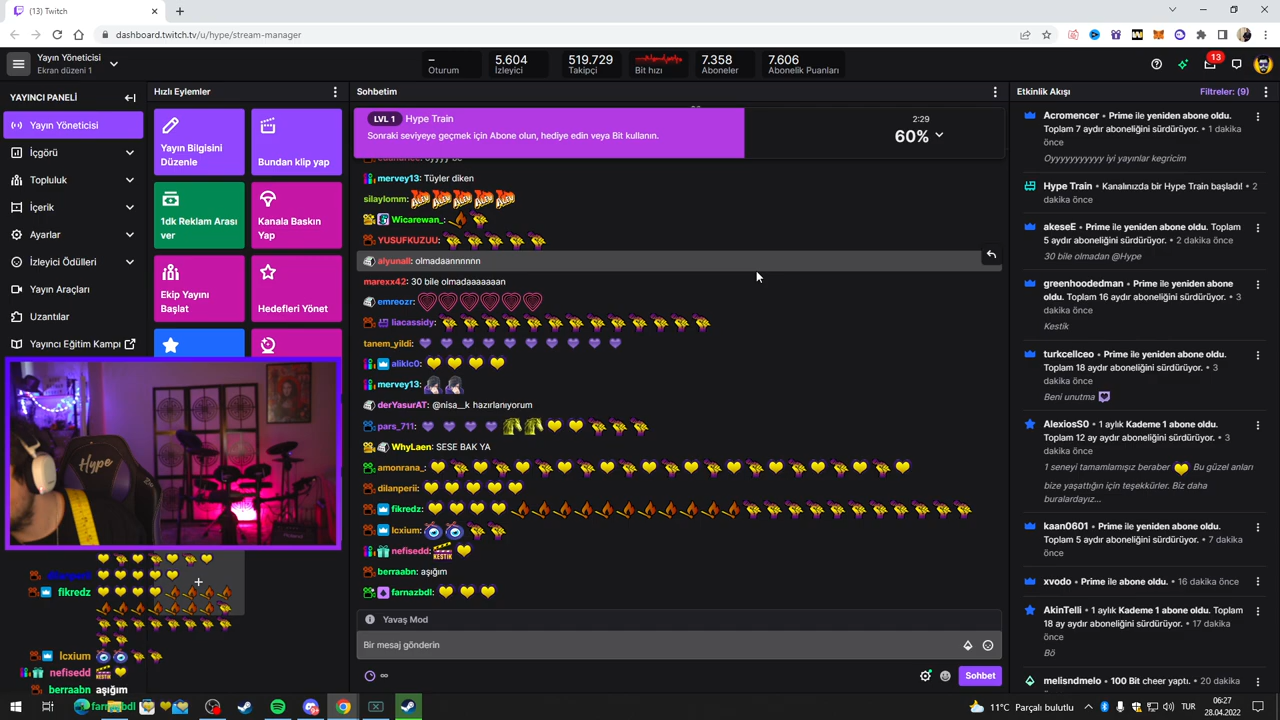 (13) Twitch
dashboard.twitch.tv/u/hype/stream-manager
Yayın Yöneticisi
Ekran düzeni 1
–
Oturum
5.604
İzleyici
519.729
Takipçi
Bit hızı
7.358
Aboneler
7.606
Abonelik Puanları
13
YAYINCI PANELİ
Yayın Yöneticisi
İçgörü
Topluluk
İçerik
Ayarlar
İzleyici Ödülleri
Yayın Araçları
Uzantılar
Yayıncı Eğitim Kampı
Hızlı Eylemler
Yayın Bilgisini
Düzenle
Bundan klip yap
1dk Reklam Arası
ver
Kanala Baskın
Yap
Ekip Yayını
Başlat
Hedefleri Yönet
Hype
Sohbetim
LVL 1 Hype Train
Sonraki seviyeye geçmek için Abone olun, hediye edin veya Bit kullanın.
2:29
60%
mervey13: Tüyler diken
silaylomm:
Wicarewan_:
YUSUFKUZUU:
alyunall: olmadaannnnnn
marexx42: 30 bile olmadaaaaaaan
emreozr:
liacassidy:
tanem_yildi:
aliklc0:
mervey13:
derYasurAT: @nisa__k hazırlanıyorum
pars_711:
WhyLaen: SESE BAK YA
amonrana_:
dilanperii:
fikredz:
lcxium:
nefisedd: KESTİK
berraabn: aşığım
farnazbdl:
Yavaş Mod
Bir mesaj gönderin
∞
Sohbet
Etkinlik Akışı
Filtreler: (9)
Acromencer • Prime ile yeniden abone oldu.
Toplam 7 aydır aboneliğini sürdürüyor. • 1 dakika
önce
Oyyyyyyyyyy iyi yayınlar kegricim
Hype Train • Kanalınızda bir Hype Train başladı! • 2
dakika önce
akeseE • Prime ile yeniden abone oldu. Toplam
5 aydır aboneliğini sürdürüyor. • 2 dakika önce
30 bile olmadan @Hype
greenhoodedman • Prime ile yeniden abone
oldu. Toplam 16 aydır aboneliğini sürdürüyor. • 3
dakika önce
Kestik
turkcellceo • Prime ile yeniden abone oldu.
Toplam 18 aydır aboneliğini sürdürüyor. • 3
dakika önce
Beni unutma
AlexiosS0 • 1 aylık Kademe 1 abone oldu.
Toplam 12 ay aydır aboneliğini sürdürüyor. • 3
dakika önce
1 seneyi tamamlamışız beraber Bu güzel anları
bize yaşattığın için teşekkürler. Biz daha
buralardayız...
kaan0601 • Prime ile yeniden abone oldu.
Toplam 5 aydır aboneliğini sürdürüyor. • 7 dakika
önce
xvodo • Prime ile abone oldu. • 16 dakika önce
AkinTelli • 1 aylık Kademe 1 abone oldu. Toplam
18 ay aydır aboneliğini sürdürüyor. • 17 dakika
önce
Bö
melisndmelo • 100 Bit cheer yaptı. • 20 dakika
dilanperii
fikredz
lcxium
nefisedd KESTİK
berraabn aşığım
farnazbdl
11°C Parçalı bulutlu
TUR
06:27
28.04.2022